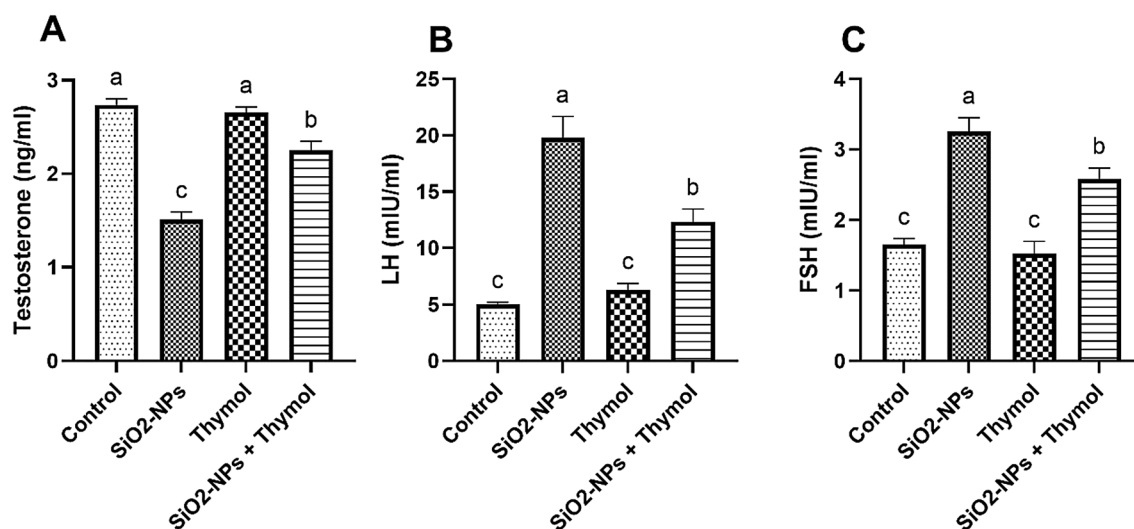 A
Testosterone (ng/ml)
3
2
1
0
a
c
a
b
Control
SiO2-NPs
Thymol
SiO2-NPs + Thymol
B
LH (mIU/ml)
25
20
15
10
5
0
c
a
c
b
Control
SiO2-NPs
Thymol
SiO2-NPs + Thymol
C
FSH (mIU/ml)
4
3
2
1
0
c
a
c
b
Control
SiO2-NPs
Thymol
SiO2-NPs + Thymol